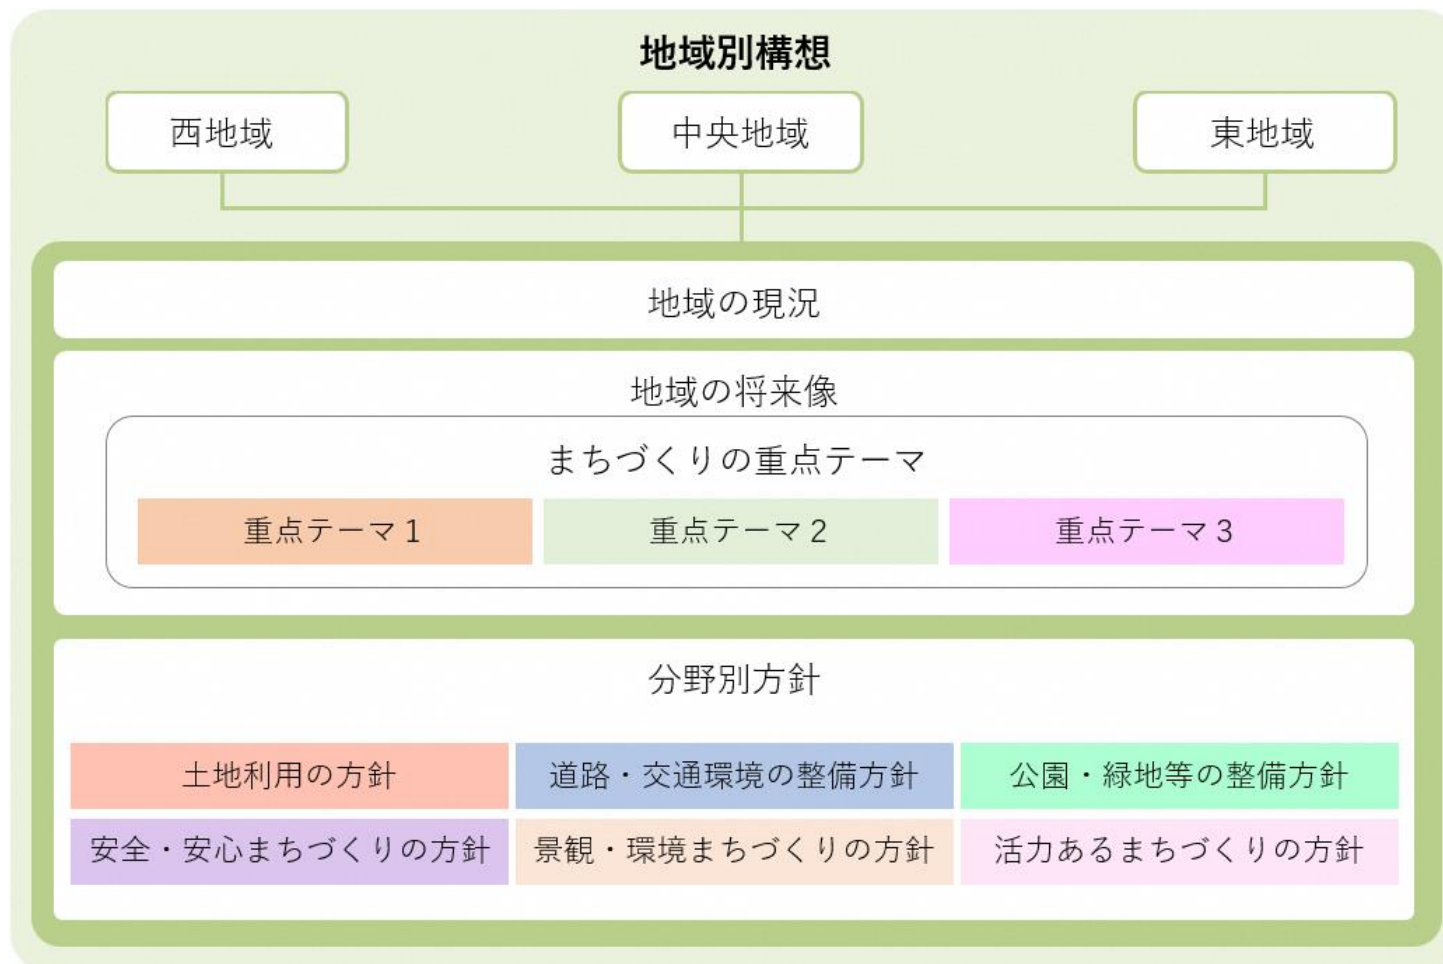 地域別構想
西地域
中央地域
東地域
地域の現況
地域の将来像
まちづくりの重点テーマ
重点テーマ1
重点テーマ2
重点テーマ3
分野別方針
土地利用の方針
道路・交通環境の整備方針
公園・緑地等の整備方針
安全・安心まちづくりの方針
景観・環境まちづくりの方針
活力あるまちづくりの方針